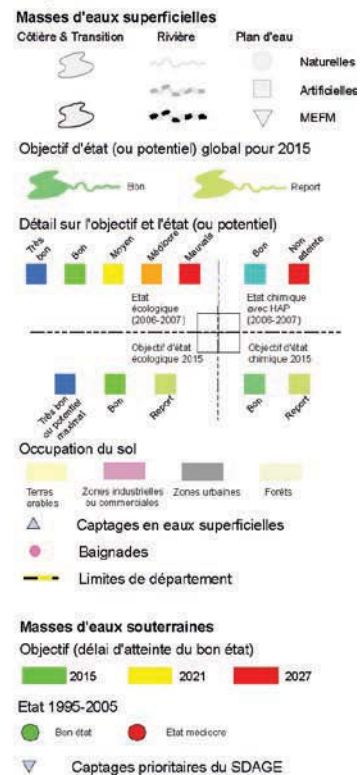 Masses d'eaux superficielles
Côtière & Transition Rivière Plan d'eau
Naturelles
Artificielles
MEFM
Objectif d'état (ou potentiel) global pour 2015
Bon Report
Détail sur l'objectif et l'état (ou potentiel)
Très bon Bon Moyen Médiocre Mauvais Bon Non atteinte
Etat écologique (2006-2007)
Etat chimique avec HAP (2006-2007)
Objectif d'état écologique 2015
Objectif d'état chimique 2015
Très bon ou potentiel maximal Bon Report Bon Report
Occupation du sol
Terres arables
Zones industrielles ou commerciales
Zones urbaines
Forêts
Captages en eaux superficielles
Baignades
Limites de département
Masses d'eaux souterraines
Objectif (délai d'atteinte du bon état)
2015 2021 2027
Etat 1995-2005
Bon état Etat médiocre
Captages prioritaires du SDAGE